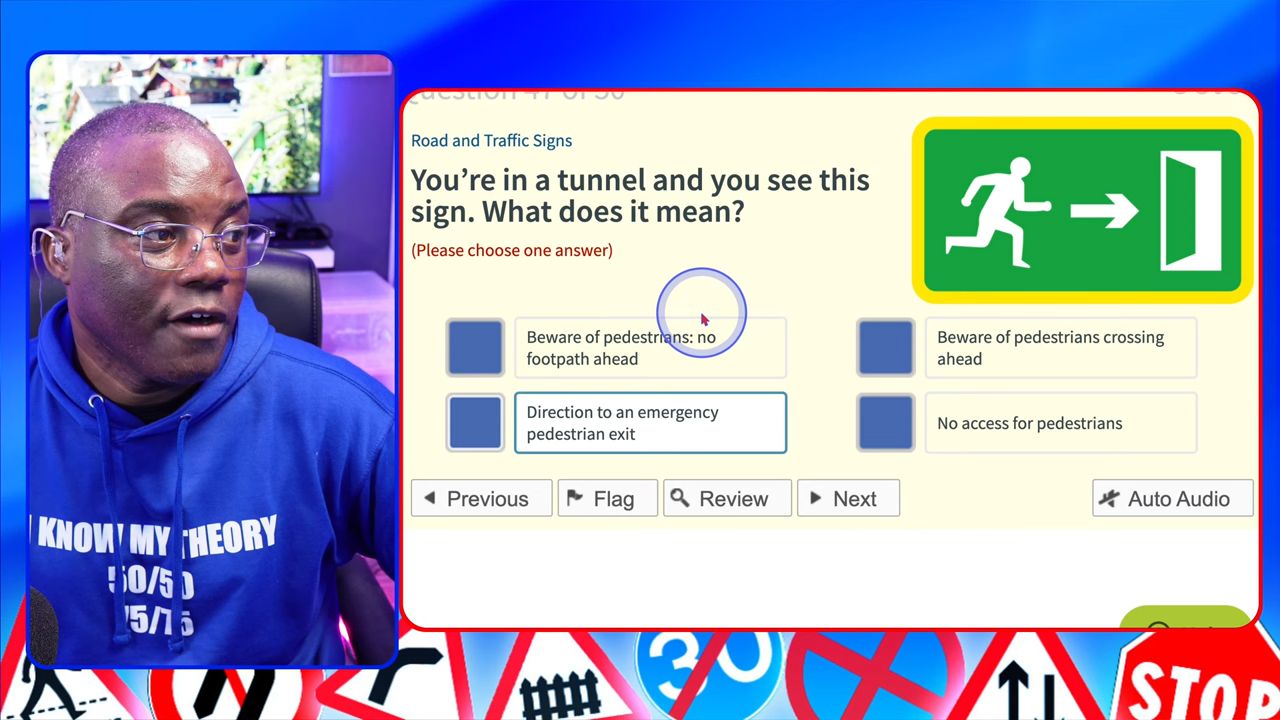 Road and Traffic Signs
You’re in a tunnel and you see this
sign. What does it mean?
(Please choose one answer)
Beware of pedestrians: no
footpath ahead
Beware of pedestrians crossing
ahead
Direction to an emergency
pedestrian exit
No access for pedestrians
Previous
Flag
Review
Next
Auto Audio
I KNOW MY THEORY
50/50
75/75
30
STOP